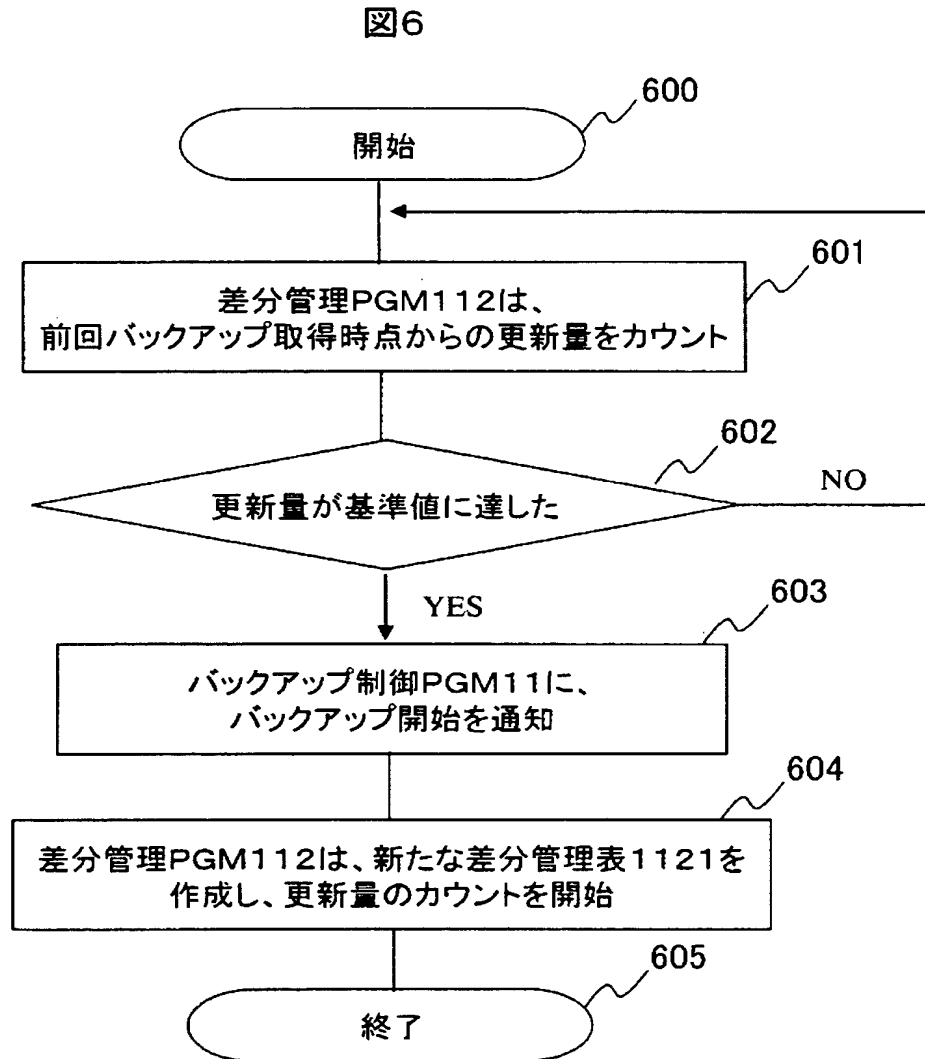 図6
600
開始
601
差分管理PGM112は、
前回バックアップ取得時点からの更新量をカウント
602
更新量が基準値に達した
NO
YES
603
バックアップ制御PGM11に、
バックアップ開始を通知
604
差分管理PGM112は、新たな差分管理表1121を
作成し、更新量のカウントを開始
605
終了